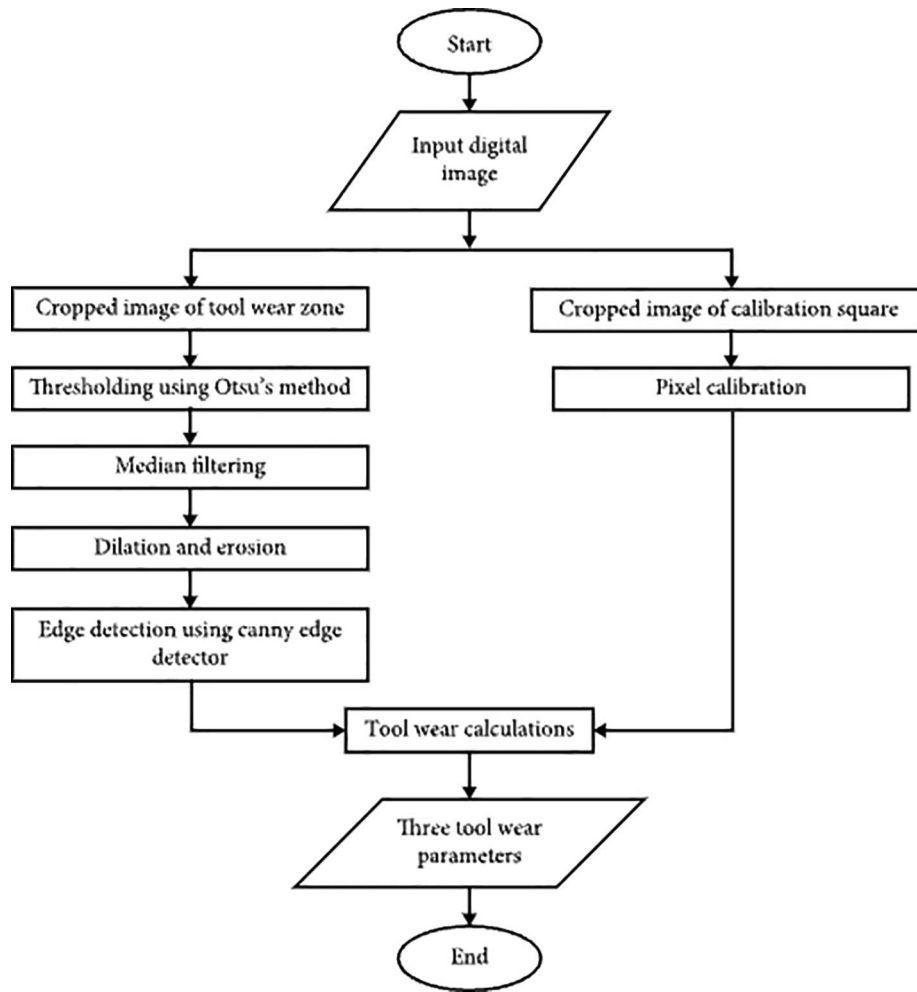 Start
Input digital
image
Cropped image of tool wear zone
Cropped image of calibration square
Thresholding using Otsu's method
Pixel calibration
Median filtering
Dilation and erosion
Edge detection using canny edge
detector
Tool wear calculations
Three tool wear
parameters
End